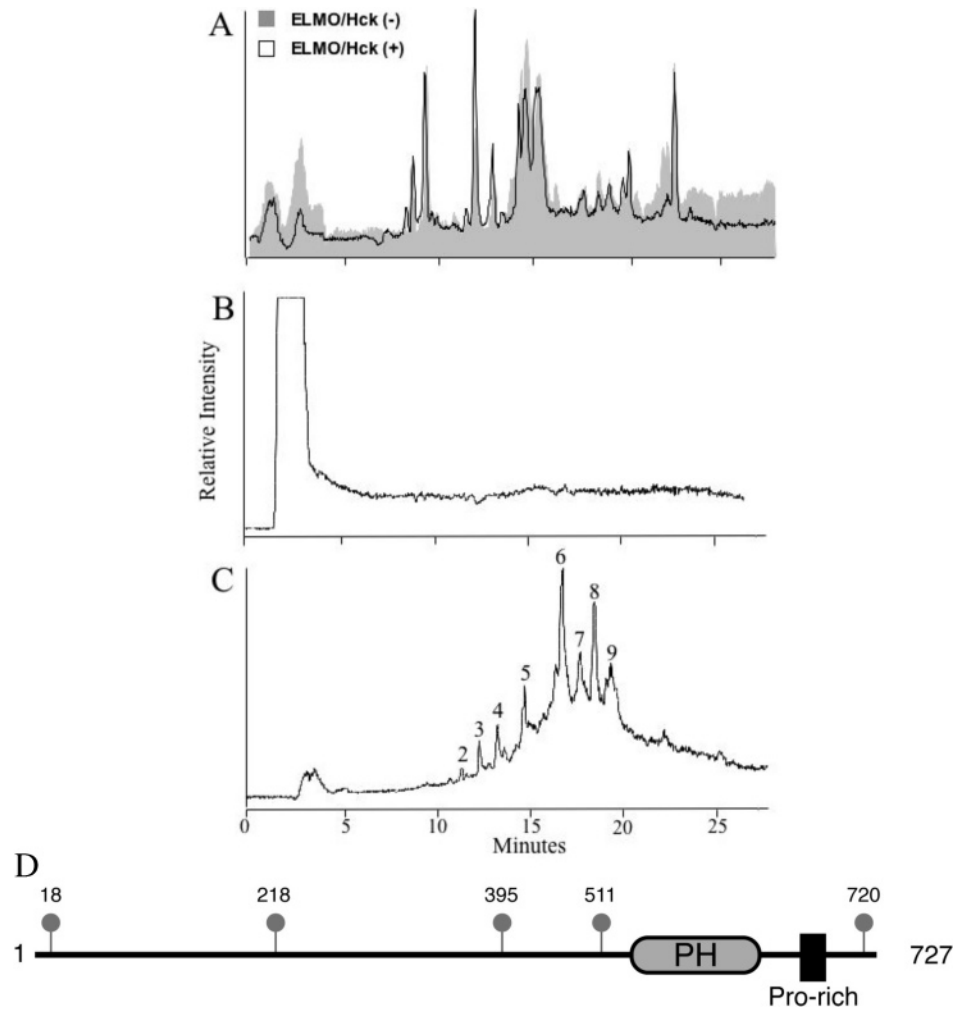 A
ELMO/Hck (-)
ELMO/Hck (+)
B
Relative Intensity
C
2
3
4
5
6
7
8
9
0 5 10 15 20 25
Minutes
D
18 218 395 511 720
1 PH 727
Pro-rich